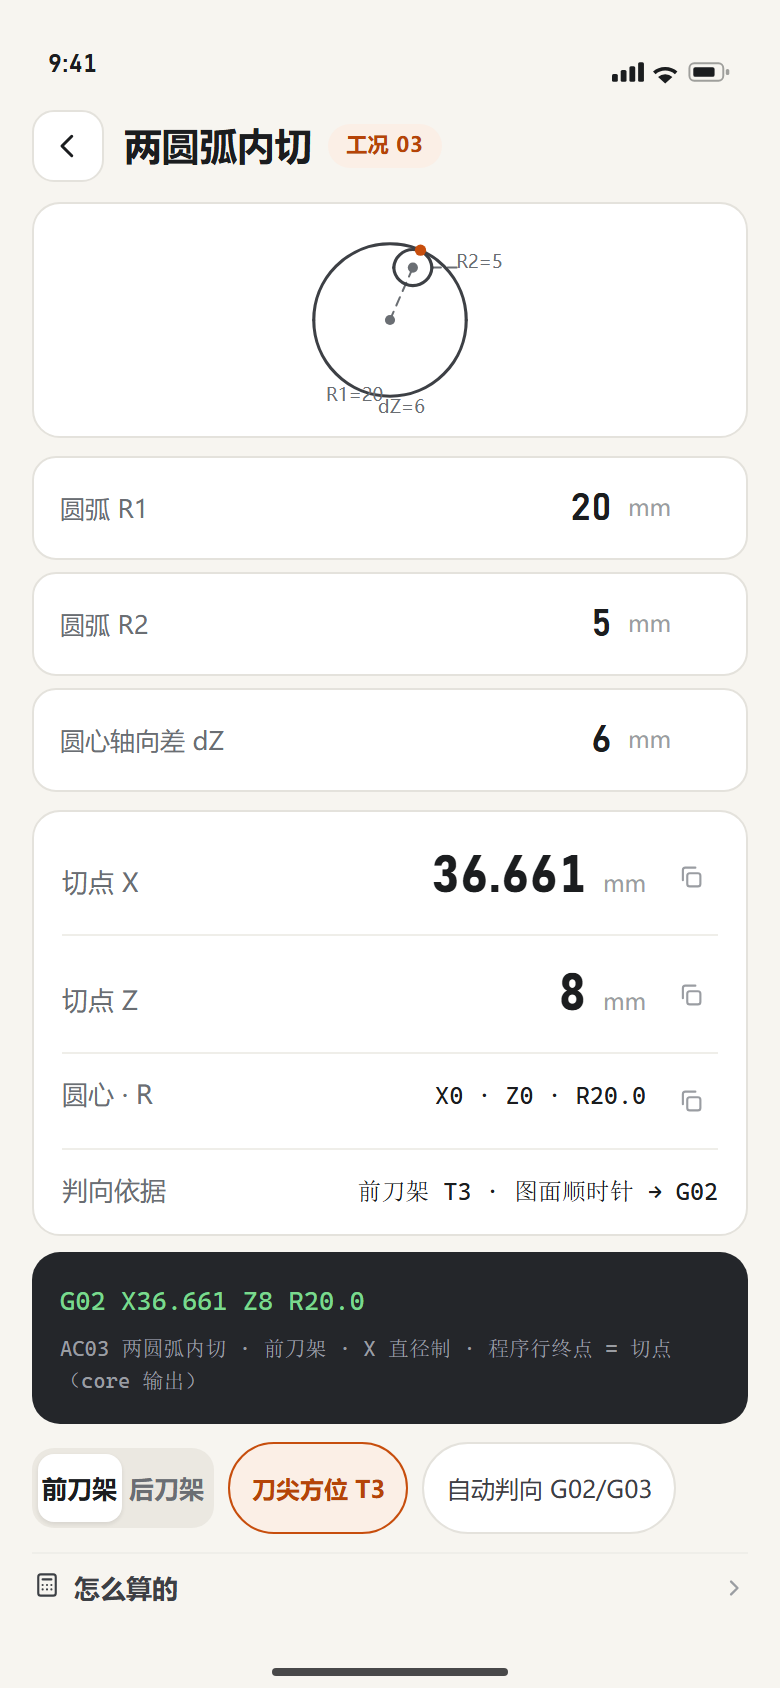 9:41
两圆弧内切 工况 03
R2=5
R1=20
dZ=6
圆弧 R1 20 mm
圆弧 R2 5 mm
圆心轴向差 dZ 6 mm
切点 X 36.661 mm
切点 Z 8 mm
圆心 · R X0 · Z0 · R20.0
判向依据 前刀架 T3 · 图面顺时针 → G02
G02 X36.661 Z8 R20.0
AC03 两圆弧内切 · 前刀架 · X 直径制 · 程序行终点 = 切点
（core 输出）
前刀架 后刀架 刀尖方位 T3 自动判向 G02/G03
怎么算的